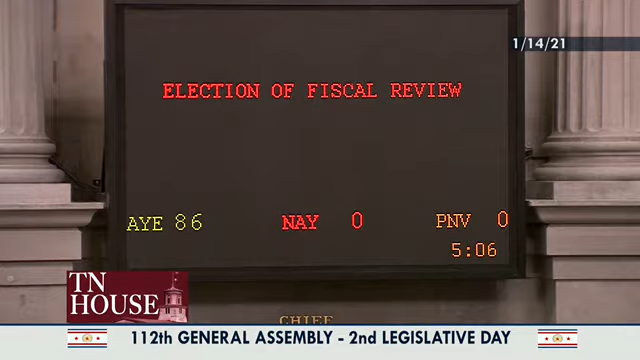 1/14/21
ELECTION OF FISCAL REVIEW
AYE 86 NAY 0 PNV 0
5:06
TN
HOUSE
CHIEF
112th GENERAL ASSEMBLY - 2nd LEGISLATIVE DAY